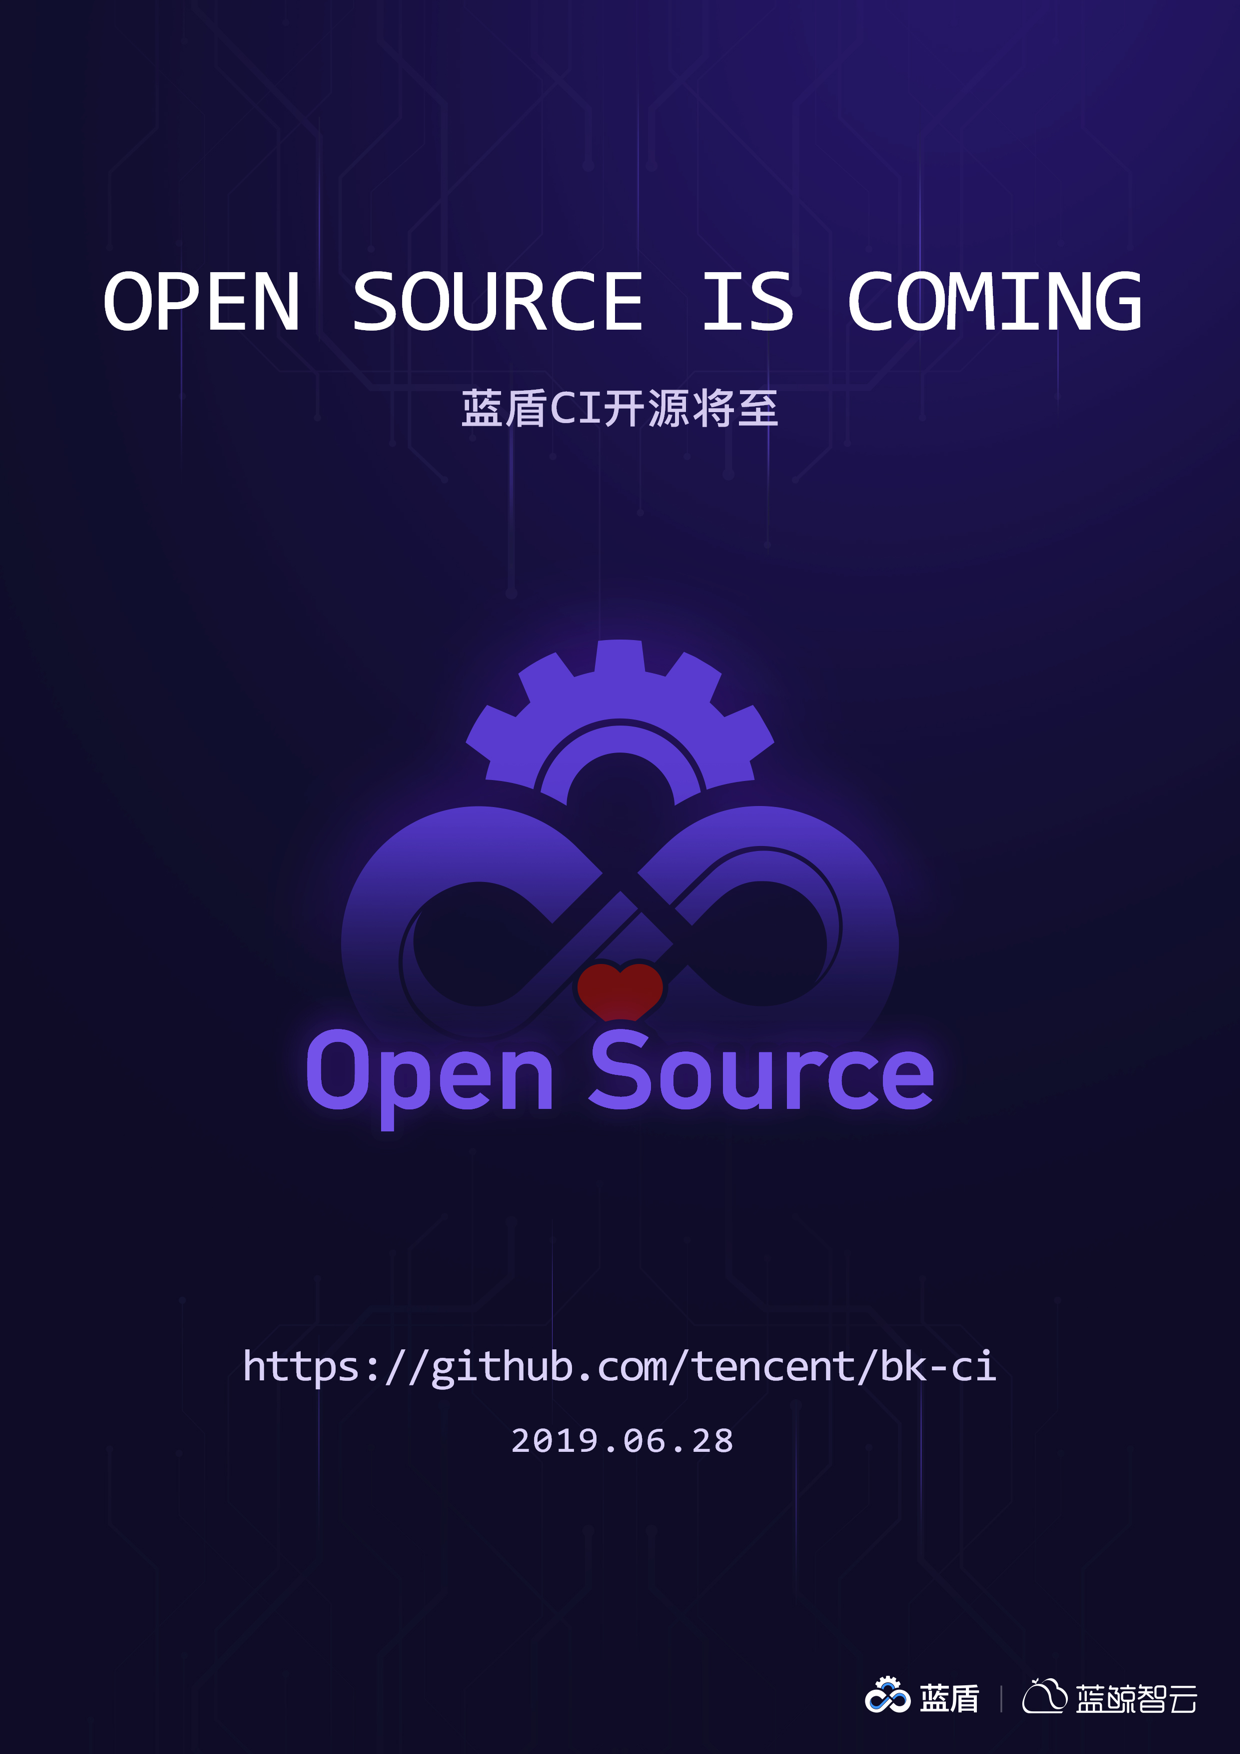 OPEN SOURCE IS COMING
蓝盾CI开源将至
Open Source
https://github.com/tencent/bk-ci
2019.06.28
蓝盾 | 蓝鲸智云